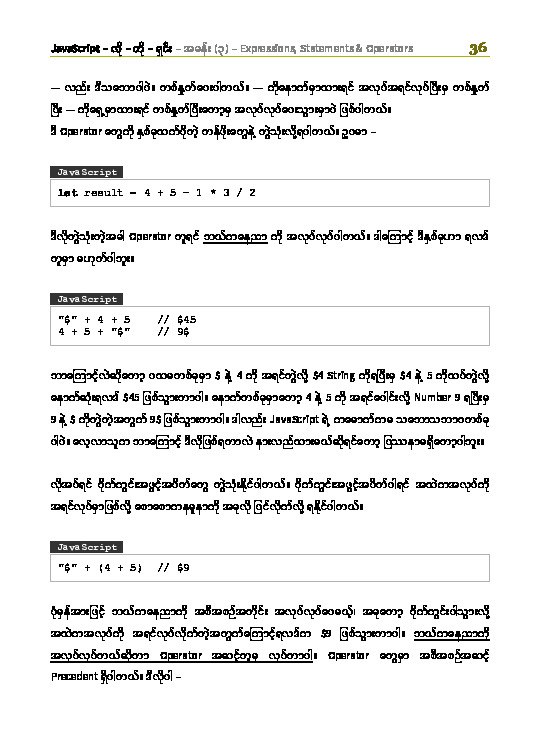 JavaScript – လို – တို – ရှင်း – အခန်း (၃) – Expressions, Statements & Operators 36
-- လည်း ဒီသဘောပါပဲ။ တစ်နှုတ်ပေးပါတယ်။ -- ကိုနောက်မှာထားရင် အလုပ်အရင်လုပ်ပြီးမှ တစ်နှုတ်
ပြီး -- ကိုရှေ့မှာထားရင် တစ်နှုတ်ပြီးတော့မှ အလုပ်လုပ်ပေးသွားမှာပဲ ဖြစ်ပါတယ်။
ဒီ Operator တွေကို နှစ်ခုထက်ပိုတဲ့ တန်ဖိုးတွေနဲ့ တွဲသုံးလို့ရပါတယ်။ ဥပမာ –
JavaScript
let result = 4 + 5 - 1 * 3 / 2
ဒီလိုတွဲသုံးတဲ့အခါ Operator တူရင် ဘယ်ကနေညာ ကို အလုပ်လုပ်ပါတယ်။ ဒါကြောင့် ဒီနှစ်ခုဟာ ရလဒ်
တူမှာ မဟုတ်ပါဘူး။
JavaScript
"$" + 4 + 5 // $45
4 + 5 + "$" // 9$
ဘာကြောင့်လဲဆိုတော့ ပထမတစ်ခုမှာ $ နဲ့ 4 ကို အရင်တွဲလို့ $4 String ကိုရပြီးမှ $4 နဲ့ 5 ကိုထပ်တွဲလို့
နောက်ဆုံးရလဒ် $45 ဖြစ်သွားတာပါ။ နောက်တစ်ခုမှာတော့ 4 နဲ့ 5 ကို အရင်ပေါင်းလို့ Number 9 ရပြီးမှ
9 နဲ့ $ ကိုတွဲတဲ့အတွက် 9$ ဖြစ်သွားတာပါ။ ဒါလည်း JavaScript ရဲ့ ကမောက်ကမ သဘောသဘာဝတစ်ခု
ပါပဲ။ လေ့လာသူက ဘာကြောင့် ဒီလိုဖြစ်ရတာလဲ နားလည်ထားမယ်ဆိုရင်တော့ ပြဿနာမရှိတော့ပါဘူး။
လိုအပ်ရင် ဝိုက်ကွင်းအဖွင့်အပိတ်တွေ တွဲသုံးနိုင်ပါတယ်။ ဝိုက်ကွင်းအဖွင့်အပိတ်ပါရင် အထဲကအလုပ်ကို
အရင်လုပ်မှာဖြစ်လို့ စောစောကနမူနာကို အခုလို ပြင်လိုက်လို့ ရနိုင်ပါတယ်။
JavaScript
"$" + (4 + 5) // $9
ပုံမှန်အားဖြင့် ဘယ်ကနေညာကို အစီအစဉ်အတိုင်း အလုပ်လုပ်ပေမယ့်၊ အခုတော့ ဝိုက်ကွင်းပါသွားလို့
အထဲကအလုပ်ကို အရင်လုပ်လိုက်တဲ့အတွက်ကြောင့်ရလဒ်က $9 ဖြစ်သွားတာပါ။ ဘယ်ကနေညာကို
အလုပ်လုပ်တယ်ဆိုတာ Operator အဆင့်တူမှ လုပ်တာပါ။ Operator တွေမှာ အစီအစဉ်အဆင့်
Precedent ရှိပါတယ်။ ဒီလိုပါ –